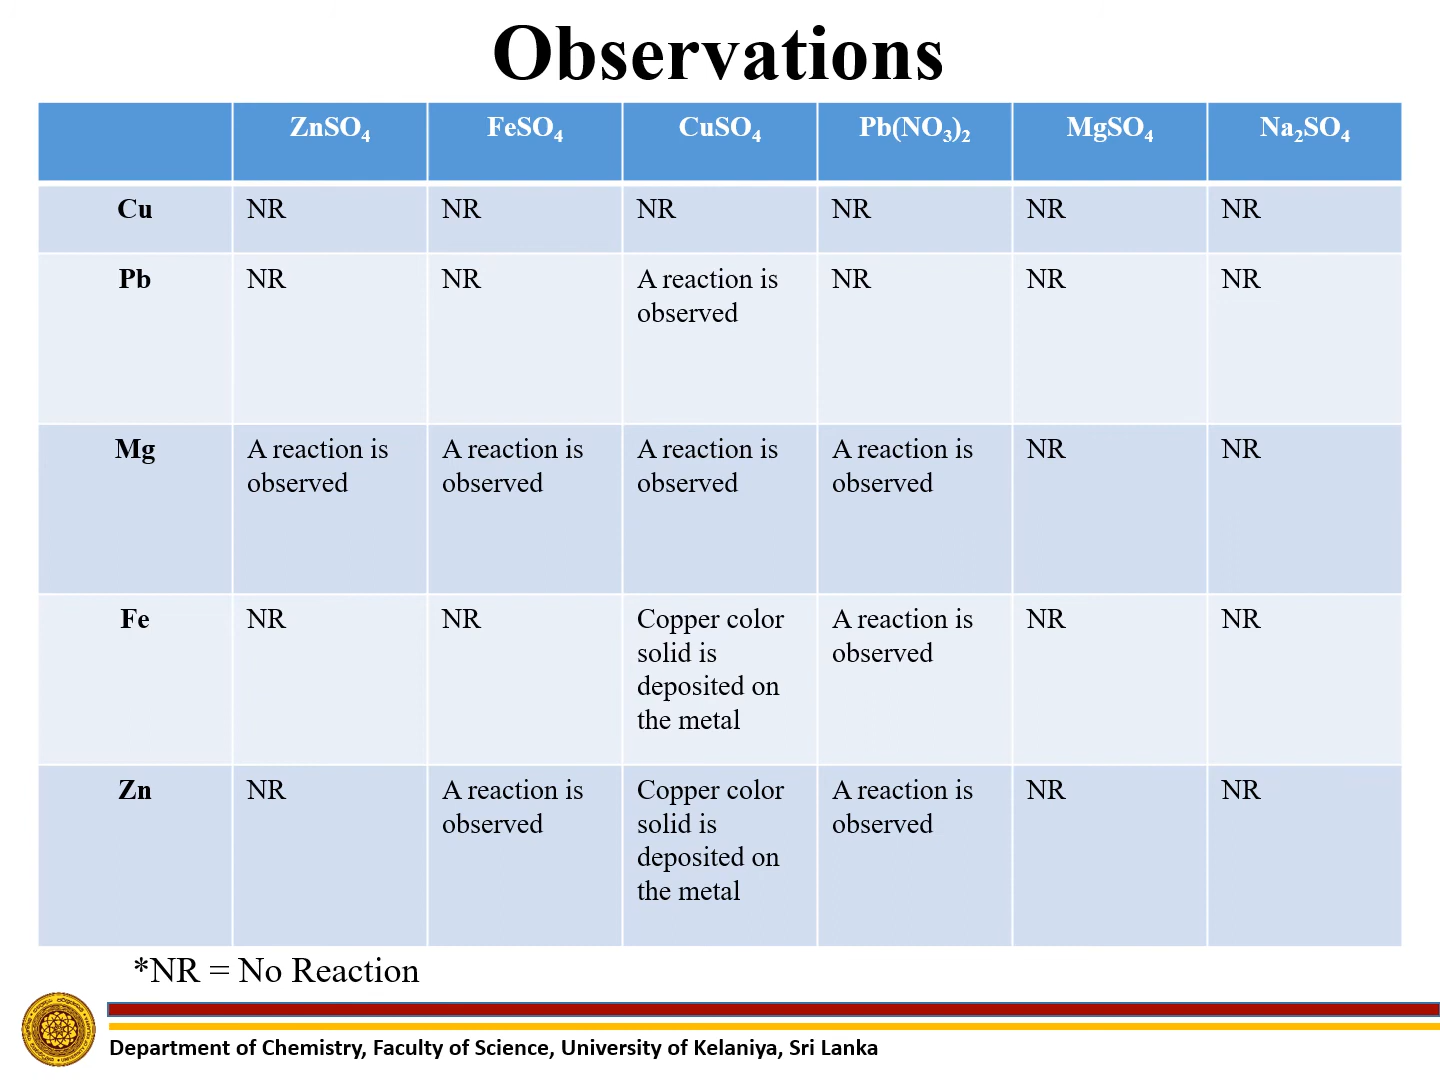 Observations
ZnSO₄ FeSO₄ CuSO₄ Pb(NO₃)₂ MgSO₄ Na₂SO₄
Cu NR NR NR NR NR NR
Pb NR NR A reaction is observed NR NR NR
Mg A reaction is observed A reaction is observed A reaction is observed A reaction is observed NR NR
Fe NR NR Copper color solid is deposited on the metal A reaction is observed NR NR
Zn NR A reaction is observed Copper color solid is deposited on the metal A reaction is observed NR NR
*NR = No Reaction
Department of Chemistry, Faculty of Science, University of Kelaniya, Sri Lanka